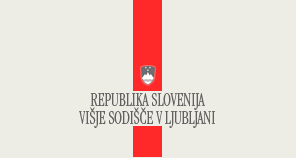 REPUBLIKA SLOVENIJA
VIŠJE SODIŠČE V LJUBLJANI